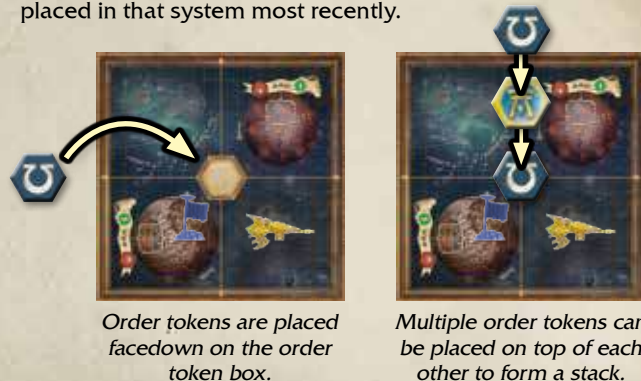 placed in that system most recently.
Order tokens are placed
facedown on the order
token box.
Multiple order tokens can
be placed on top of each
other to form a stack.